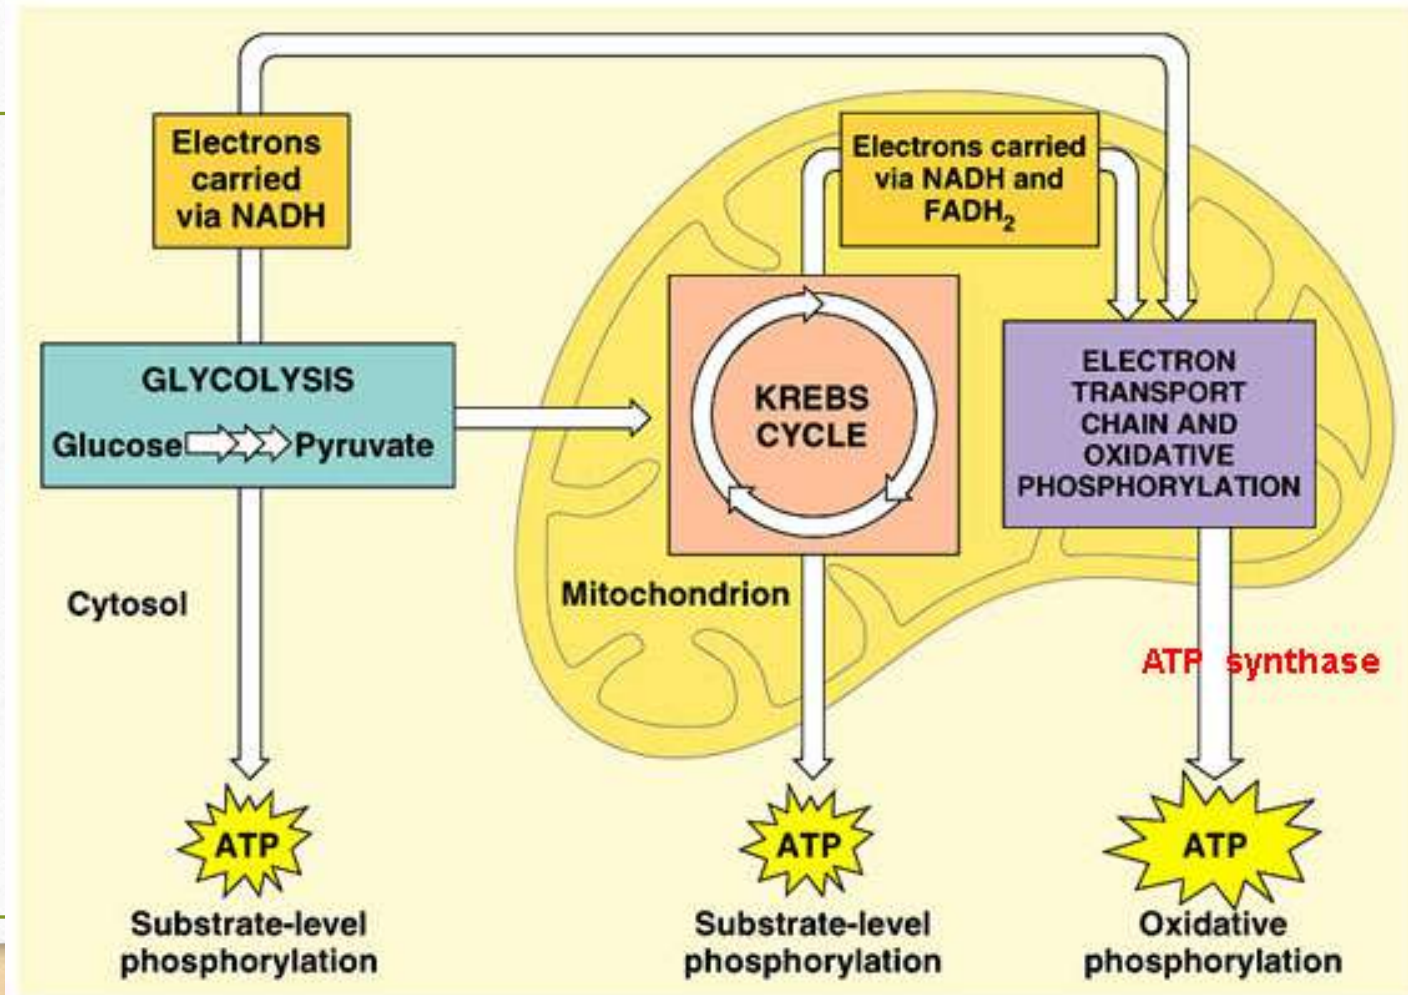 Electrons
carried
via NADH
Electrons carried
via NADH and
FADH₂
GLYCOLYSIS
Glucose Pyruvate
KREBS
CYCLE
ELECTRON
TRANSPORT
CHAIN AND
OXIDATIVE
PHOSPHORYLATION
Cytosol
Mitochondrion
ATP synthase
ATP
ATP
ATP
Substrate-level
phosphorylation
Substrate-level
phosphorylation
Oxidative
phosphorylation